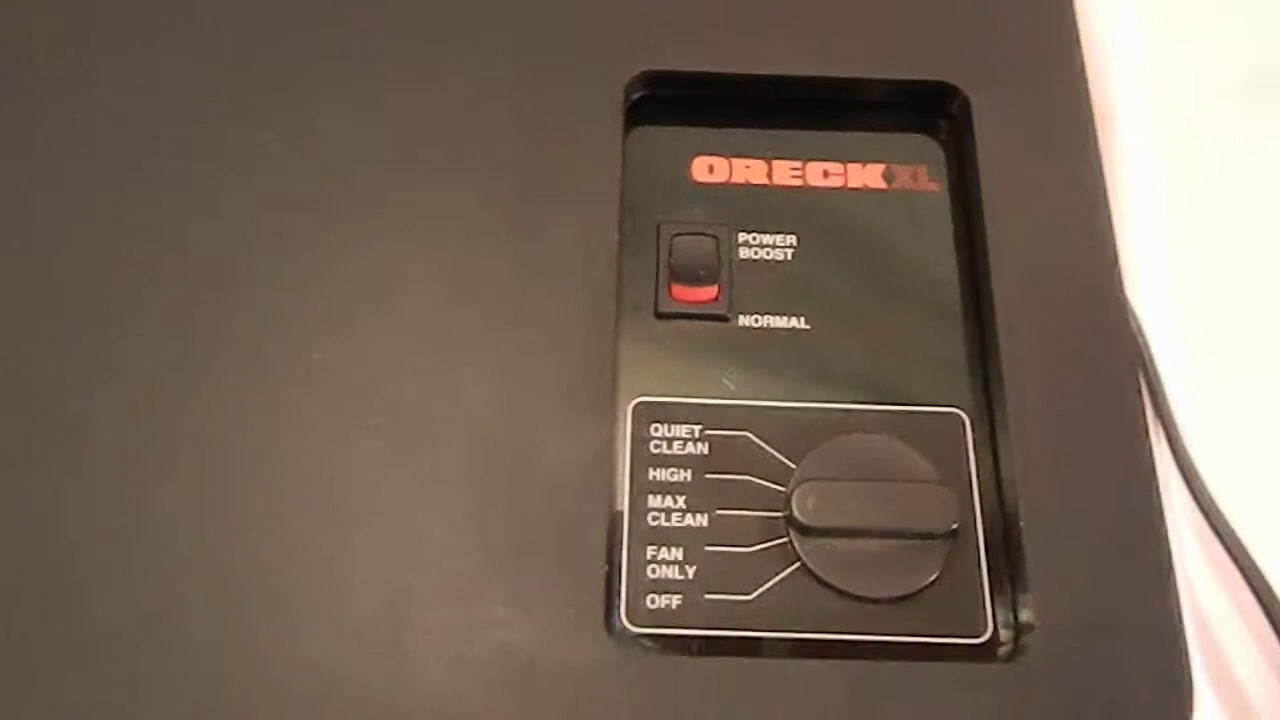 ORECK XL
POWER
BOOST
NORMAL
QUIET
CLEAN
HIGH
MAX
CLEAN
FAN
ONLY
OFF